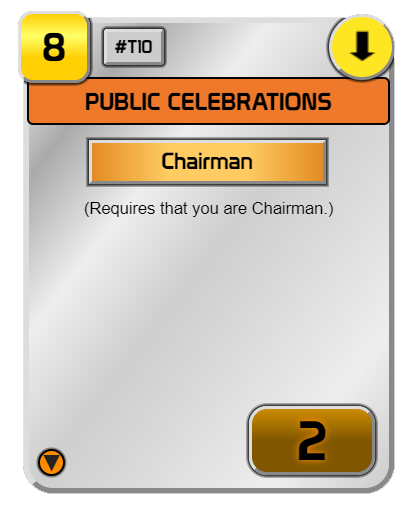 8
#T10
PUBLIC CELEBRATIONS
Chairman
(Requires that you are Chairman.)
2